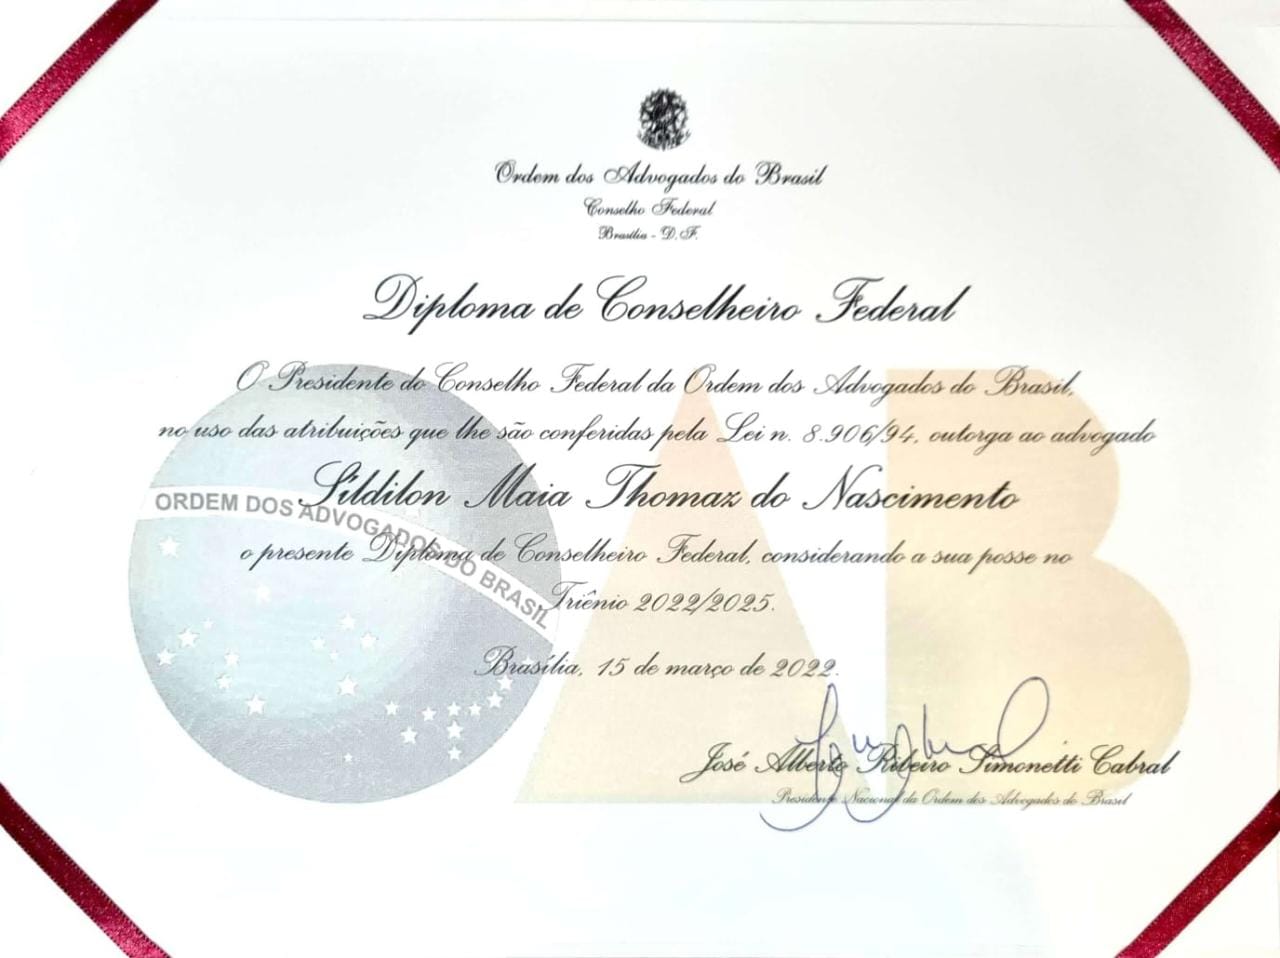 Ordem dos Advogados do Brasil
Conselho Federal
Brasília - D.F.
Diploma de Conselheiro Federal
O Presidente do Conselho Federal da Ordem dos Advogados do Brasil,
no uso das atribuições que lhe são conferidas pela Lei n. 8.906/94, outorga ao advogado
Síldilon Maia Thomaz do Nascimento
o presente Diploma de Conselheiro Federal, considerando a sua posse no
Triênio 2022/2025.
ORDEM DOS ADVOGADOS DO BRASIL
OAB
Brasília, 15 de março de 2022.
José Alberto Ribeiro Simonetti Cabral
Presidente Nacional da Ordem dos Advogados do Brasil